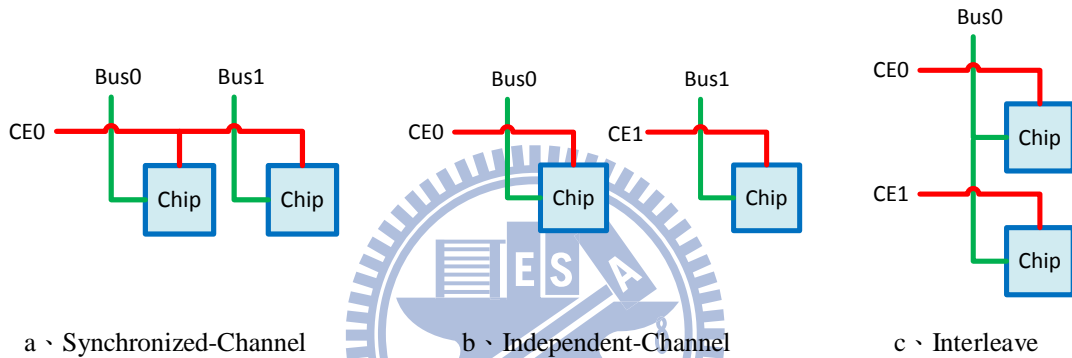 Bus0 Bus1
CE0
Chip Chip
a、Synchronized-Channel
Bus0 Bus1
CE0 CE1
Chip Chip
b、Independent-Channel
Bus0
CE0
Chip
CE1
Chip
c、Interleave
E S A